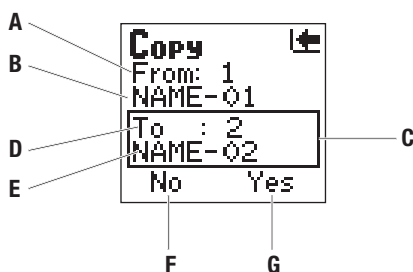 Copy
A
From: 1
B
NAME-01
To : 2
C
D
NAME-02
E
No Yes
F G